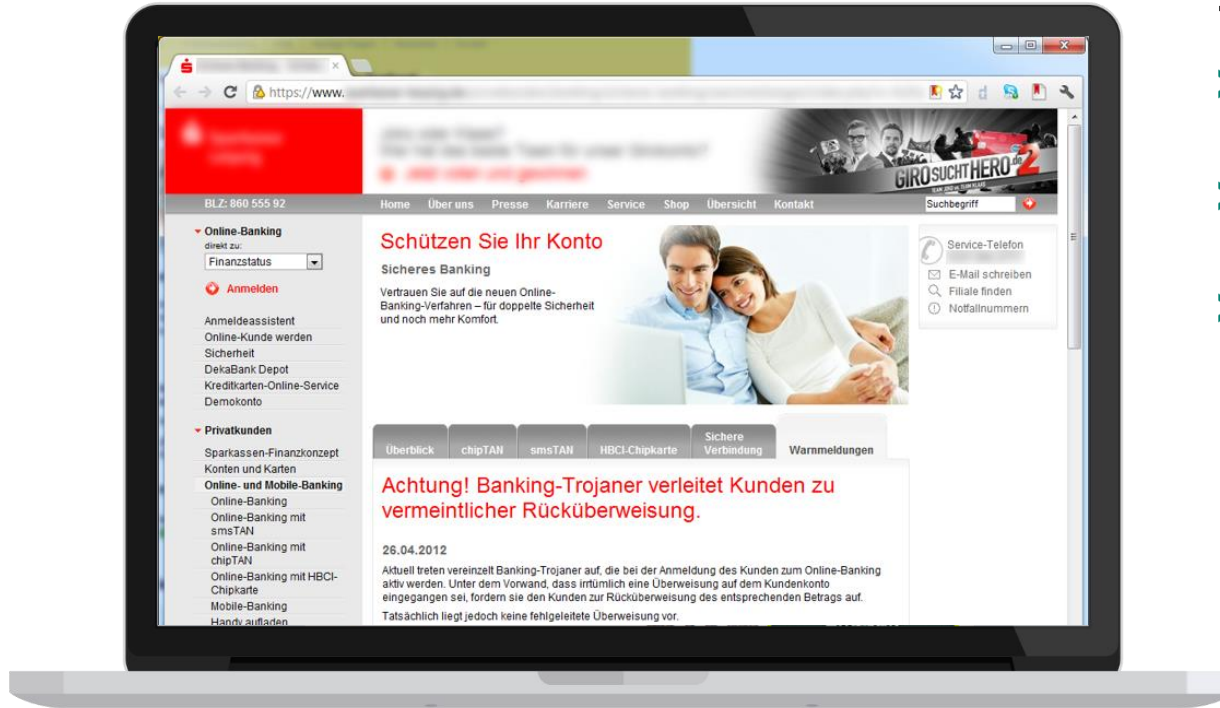 https://www.
GIRO SUCHT HERO.de 2
TEAM JOKO vs. TEAM KLAAS
BLZ: 860 555 92
Home Über uns Presse Karriere Service Shop Übersicht Kontakt
Suchbegriff
Online-Banking
direkt zu:
Finanzstatus
Anmelden
Anmeldeassistent
Online-Kunde werden
Sicherheit
DekaBank Depot
Kreditkarten-Online-Service
Demokonto
Privatkunden
Sparkassen-Finanzkonzept
Konten und Karten
Online- und Mobile-Banking
Online-Banking
Online-Banking mit
smsTAN
Online-Banking mit
chipTAN
Online-Banking mit HBCI-
Chipkarte
Mobile-Banking
Handy aufladen
Schützen Sie Ihr Konto
Sicheres Banking
Vertrauen Sie auf die neuen Online-
Banking-Verfahren – für doppelte Sicherheit
und noch mehr Komfort.
Service-Telefon
E-Mail schreiben
Filiale finden
Notfallnummern
Überblick chipTAN smsTAN HBCI-Chipkarte Sichere
Verbindung Warnmeldungen
Achtung! Banking-Trojaner verleitet Kunden zu
vermeintlicher Rücküberweisung.
26.04.2012
Aktuell treten vereinzelt Banking-Trojaner auf, die bei der Anmeldung des Kunden zum Online-Banking
aktiv werden. Unter dem Vorwand, dass irrtümlich eine Überweisung auf dem Kundenkonto
eingegangen sei, fordern sie den Kunden zur Rücküberweisung des entsprechenden Betrags auf.
Tatsächlich liegt jedoch keine fehlgeleitete Überweisung vor.